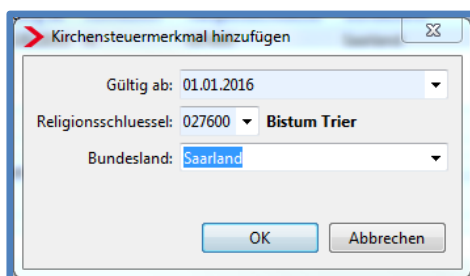 Kirchensteuermerkmal hinzufügen
Gültig ab: 01.01.2016
Religionsschluessel: 027600 Bistum Trier
Bundesland: Saarland
OK Abbrechen